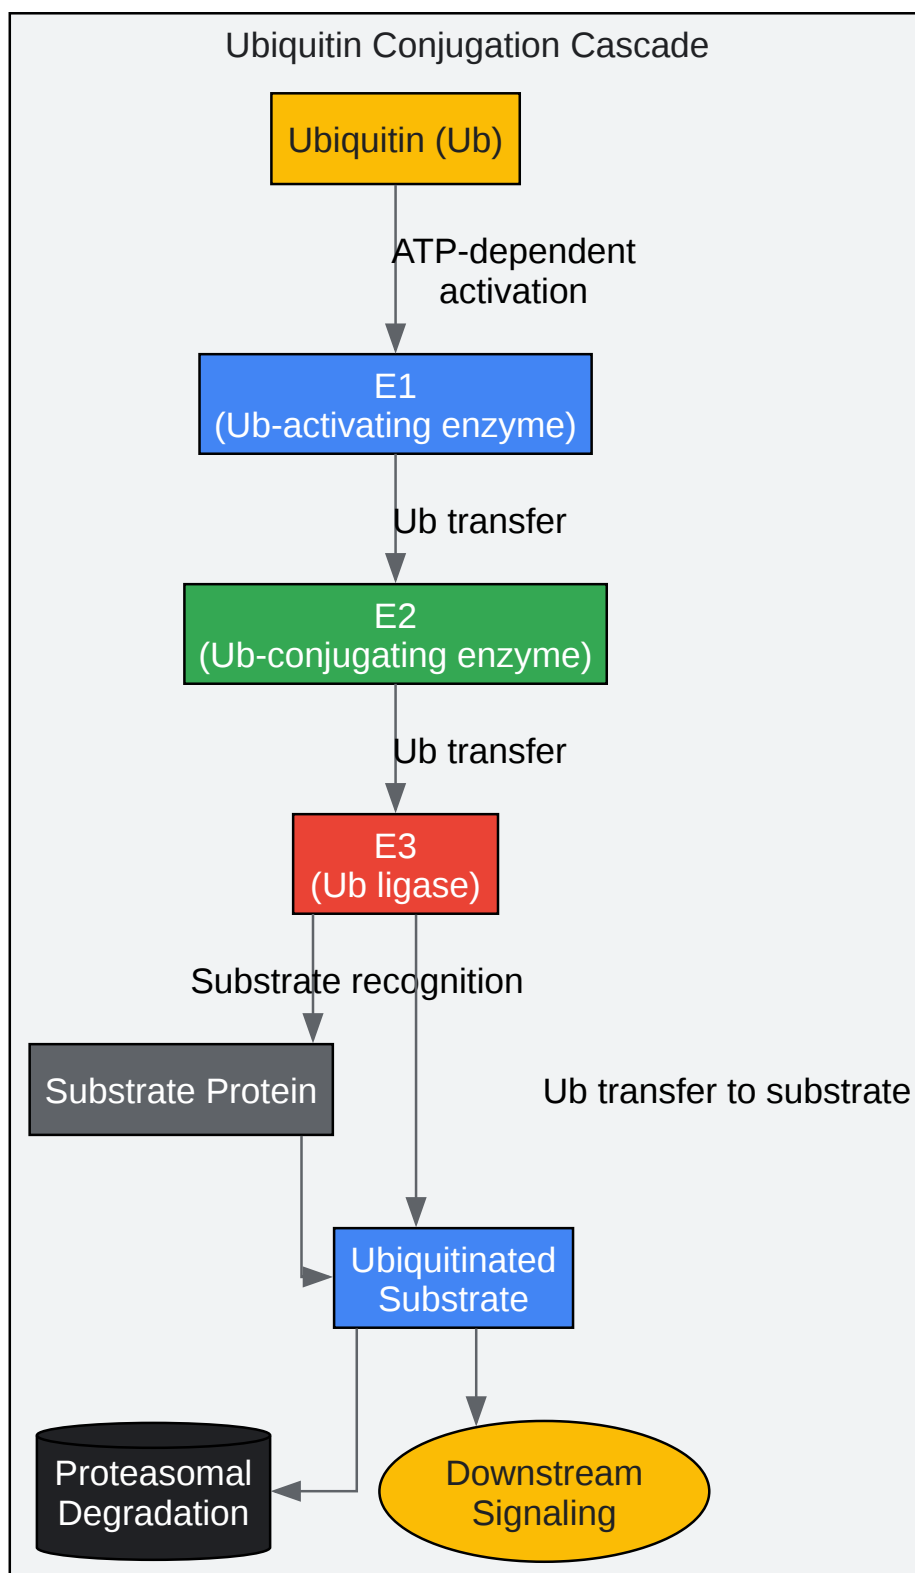 Ubiquitin Conjugation Cascade
Ubiquitin (Ub)
ATP-dependent
activation
E1
(Ub-activating enzyme)
Ub transfer
E2
(Ub-conjugating enzyme)
Ub transfer
E3
(Ub ligase)
Substrate recognition
Substrate Protein
Ub transfer to substrate
Ubiquitinated
Substrate
Proteasomal
Degradation
Downstream
Signaling